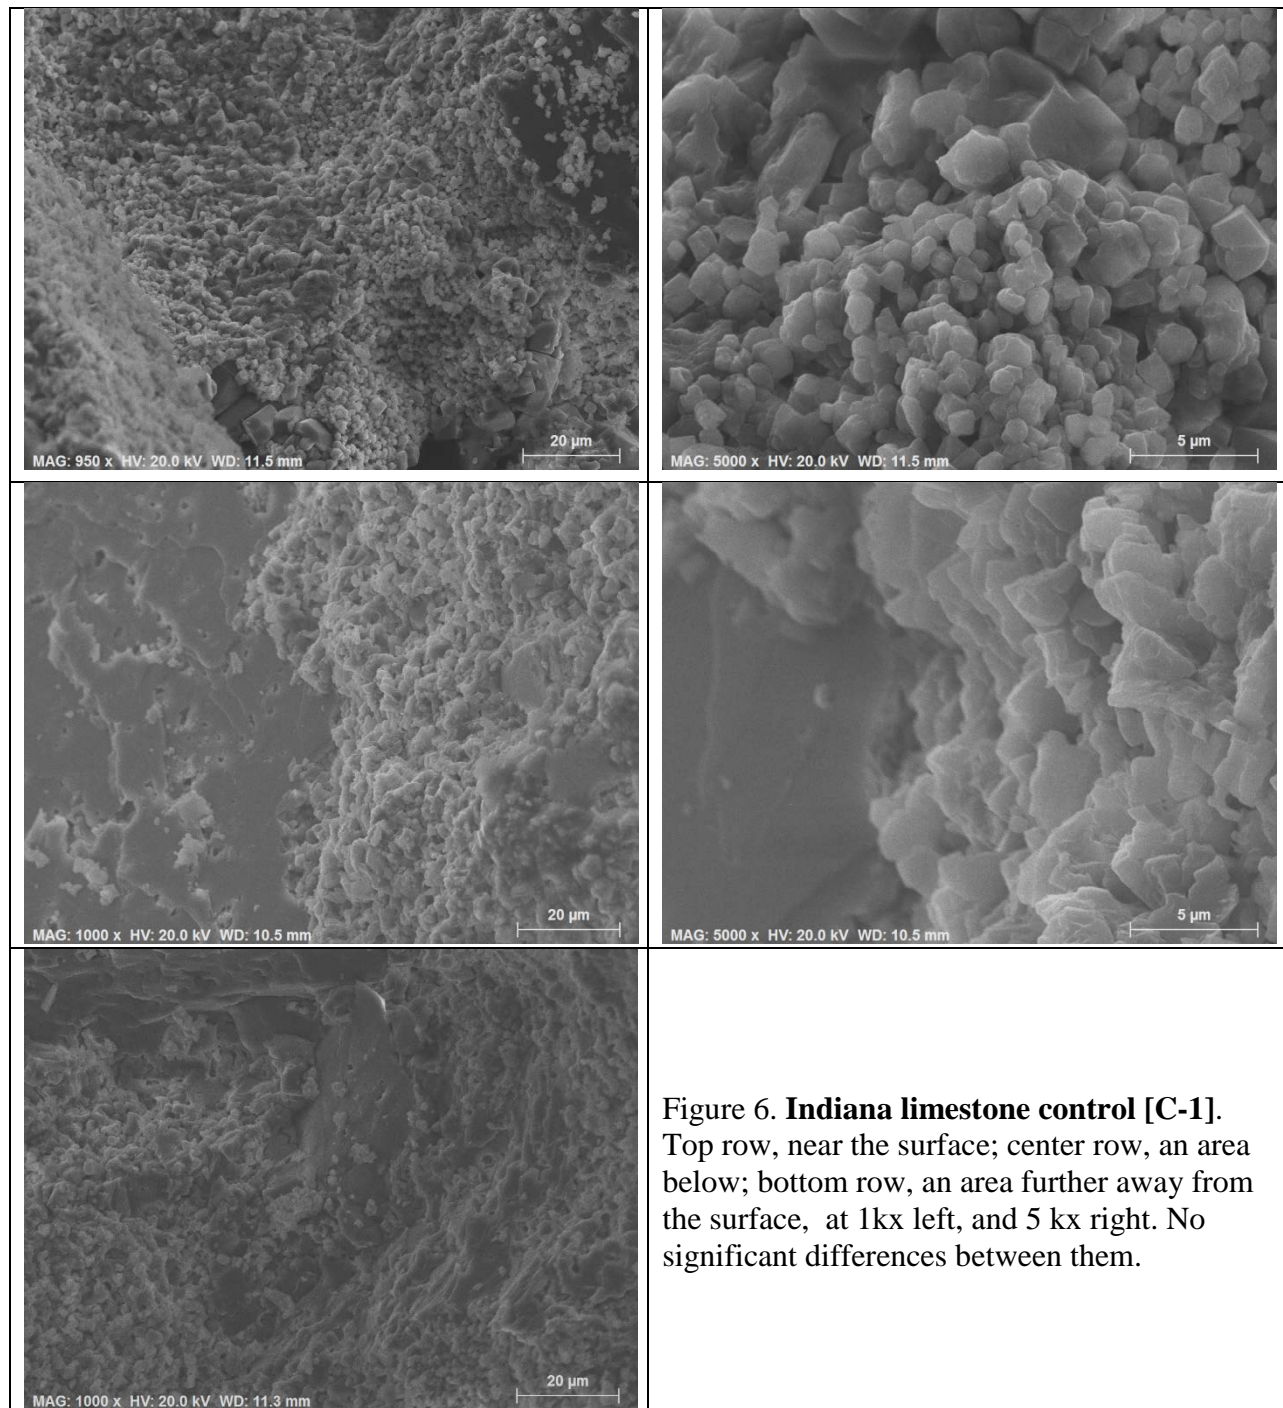 20 µm
MAG: 950 x HV: 20.0 kV WD: 11.5 mm
5 µm
MAG: 5000 x HV: 20.0 kV WD: 11.5 mm
20 µm
MAG: 1000 x HV: 20.0 kV WD: 10.5 mm
5 µm
MAG: 5000 x HV: 20.0 kV WD: 10.5 mm
20 µm
MAG: 1000 x HV: 20.0 kV WD: 11.3 mm
Figure 6. Indiana limestone control [C-1].
Top row, near the surface; center row, an area
below; bottom row, an area further away from
the surface, at 1kx left, and 5 kx right. No
significant differences between them.